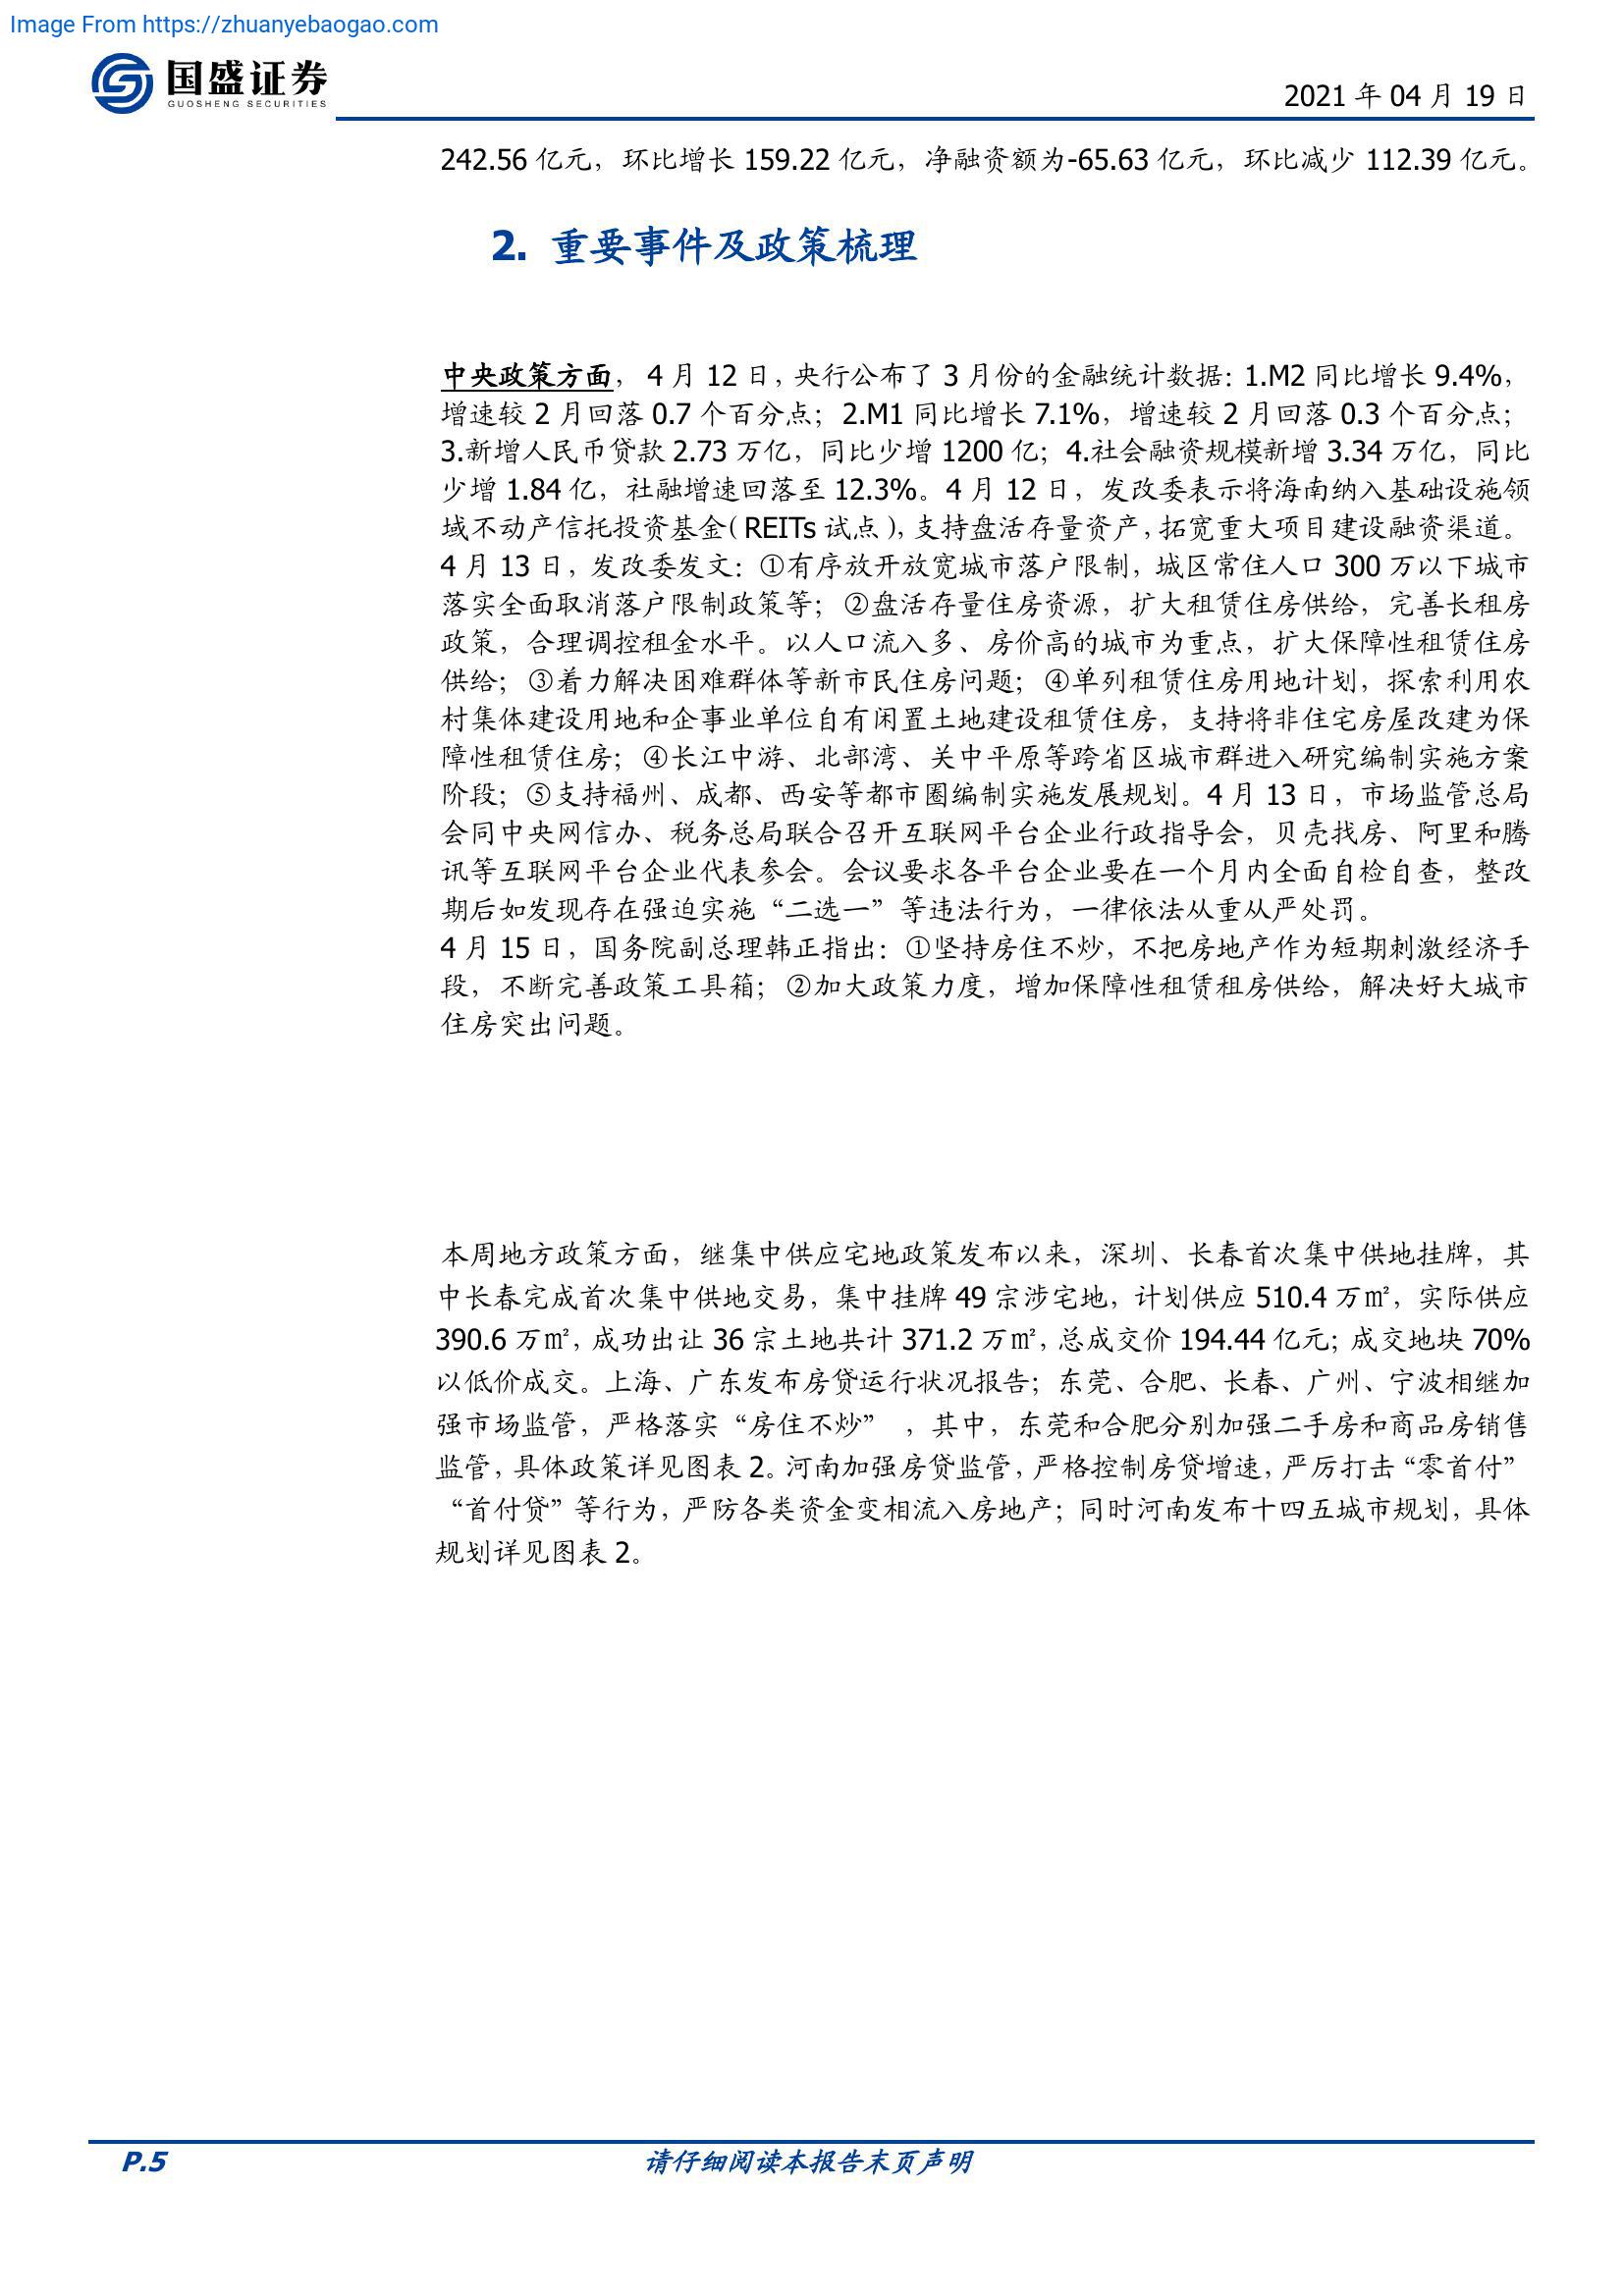 Image From https://zhuanyebaogao.com
国盛证券
GUOSHENG SECURITIES
2021 年 04 月 19 日
242.56 亿元，环比增长 159.22 亿元，净融资额为-65.63 亿元，环比减少 112.39 亿元。
2. 重要事件及政策梳理
中央政策方面， 4 月 12 日，央行公布了 3 月份的金融统计数据：1.M2 同比增长 9.4%，
增速较 2 月回落 0.7 个百分点；2.M1 同比增长 7.1%，增速较 2 月回落 0.3 个百分点；
3.新增人民币贷款 2.73 万亿，同比少增 1200 亿；4.社会融资规模新增 3.34 万亿，同比
少增 1.84 亿，社融增速回落至 12.3%。4 月 12 日，发改委表示将海南纳入基础设施领
域不动产信托投资基金（REITs 试点），支持盘活存量资产，拓宽重大项目建设融资渠道。
4 月 13 日，发改委发文：①有序放开放宽城市落户限制，城区常住人口 300 万以下城市
落实全面取消落户限制政策等；②盘活存量住房资源，扩大租赁住房供给，完善长租房
政策，合理调控租金水平。以人口流入多、房价高的城市为重点，扩大保障性租赁住房
供给；③着力解决困难群体等新市民住房问题；④单列租赁住房用地计划，探索利用农
村集体建设用地和企事业单位自有闲置土地建设租赁住房，支持将非住宅房屋改建为保
障性租赁住房；④长江中游、北部湾、关中平原等跨省区城市群进入研究编制实施方案
阶段；⑤支持福州、成都、西安等都市圈编制实施发展规划。4 月 13 日，市场监管总局
会同中央网信办、税务总局联合召开互联网平台企业行政指导会，贝壳找房、阿里和腾
讯等互联网平台企业代表参会。会议要求各平台企业要在一个月内全面自检自查，整改
期后如发现存在强迫实施“二选一”等违法行为，一律依法从重从严处罚。
4 月 15 日，国务院副总理韩正指出：①坚持房住不炒，不把房地产作为短期刺激经济手
段，不断完善政策工具箱；②加大政策力度，增加保障性租赁租房供给，解决好大城市
住房突出问题。
本周地方政策方面，继集中供应宅地政策发布以来，深圳、长春首次集中供地挂牌，其
中长春完成首次集中供地交易，集中挂牌 49 宗涉宅地，计划供应 510.4 万㎡，实际供应
390.6 万㎡，成功出让 36 宗土地共计 371.2 万㎡，总成交价 194.44 亿元；成交地块 70%
以低价成交。上海、广东发布房贷运行状况报告；东莞、合肥、长春、广州、宁波相继加
强市场监管，严格落实“房住不炒” ，其中，东莞和合肥分别加强二手房和商品房销售
监管，具体政策详见图表 2。河南加强房贷监管，严格控制房贷增速，严厉打击“零首付”
“首付贷”等行为，严防各类资金变相流入房地产；同时河南发布十四五城市规划，具体
规划详见图表 2。
P.5
请仔细阅读本报告末页声明